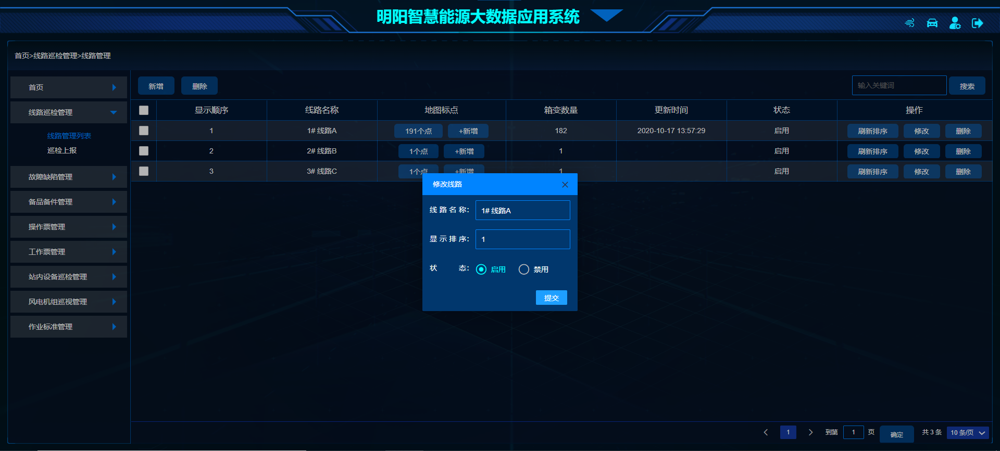 明阳智慧能源大数据应用系统
首页>线路巡检管理>线路管理
首页
线路巡检管理
线路管理列表
巡检上报
故障缺陷管理
备品备件管理
操作票管理
工作票管理
站内设备巡检管理
风电机组巡视管理
作业标准管理
新增 删除 输入关键词 搜索
显示顺序 线路名称 地图标点 箱变数量 更新时间 状态 操作
1 1# 线路A 191个点 +新增 182 2020-10-17 13:57:29 启用 刷新排序 修改 删除
2 2# 线路B 1个点 +新增 1 启用 刷新排序 修改 删除
3 3# 线路C 1个点 +新增 1 启用 刷新排序 修改 删除
修改线路
线路名称: 1# 线路A
显示排序: 1
状态: 启用 禁用
提交
1 到第 1 页 确定 共 3 条 10 条/页